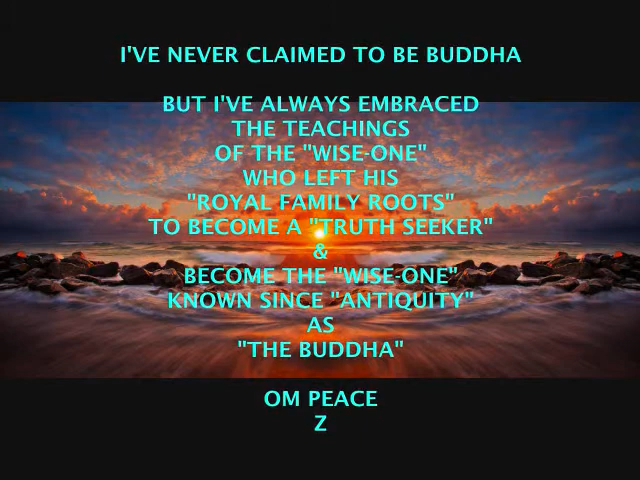 I'VE NEVER CLAIMED TO BE BUDDHA
BUT I'VE ALWAYS EMBRACED
THE TEACHINGS
OF THE "WISE-ONE"
WHO LEFT HIS
"ROYAL FAMILY ROOTS"
TO BECOME A "TRUTH SEEKER"
&
BECOME THE "WISE-ONE"
KNOWN SINCE "ANTIQUITY"
AS
"THE BUDDHA"
OM PEACE
Z